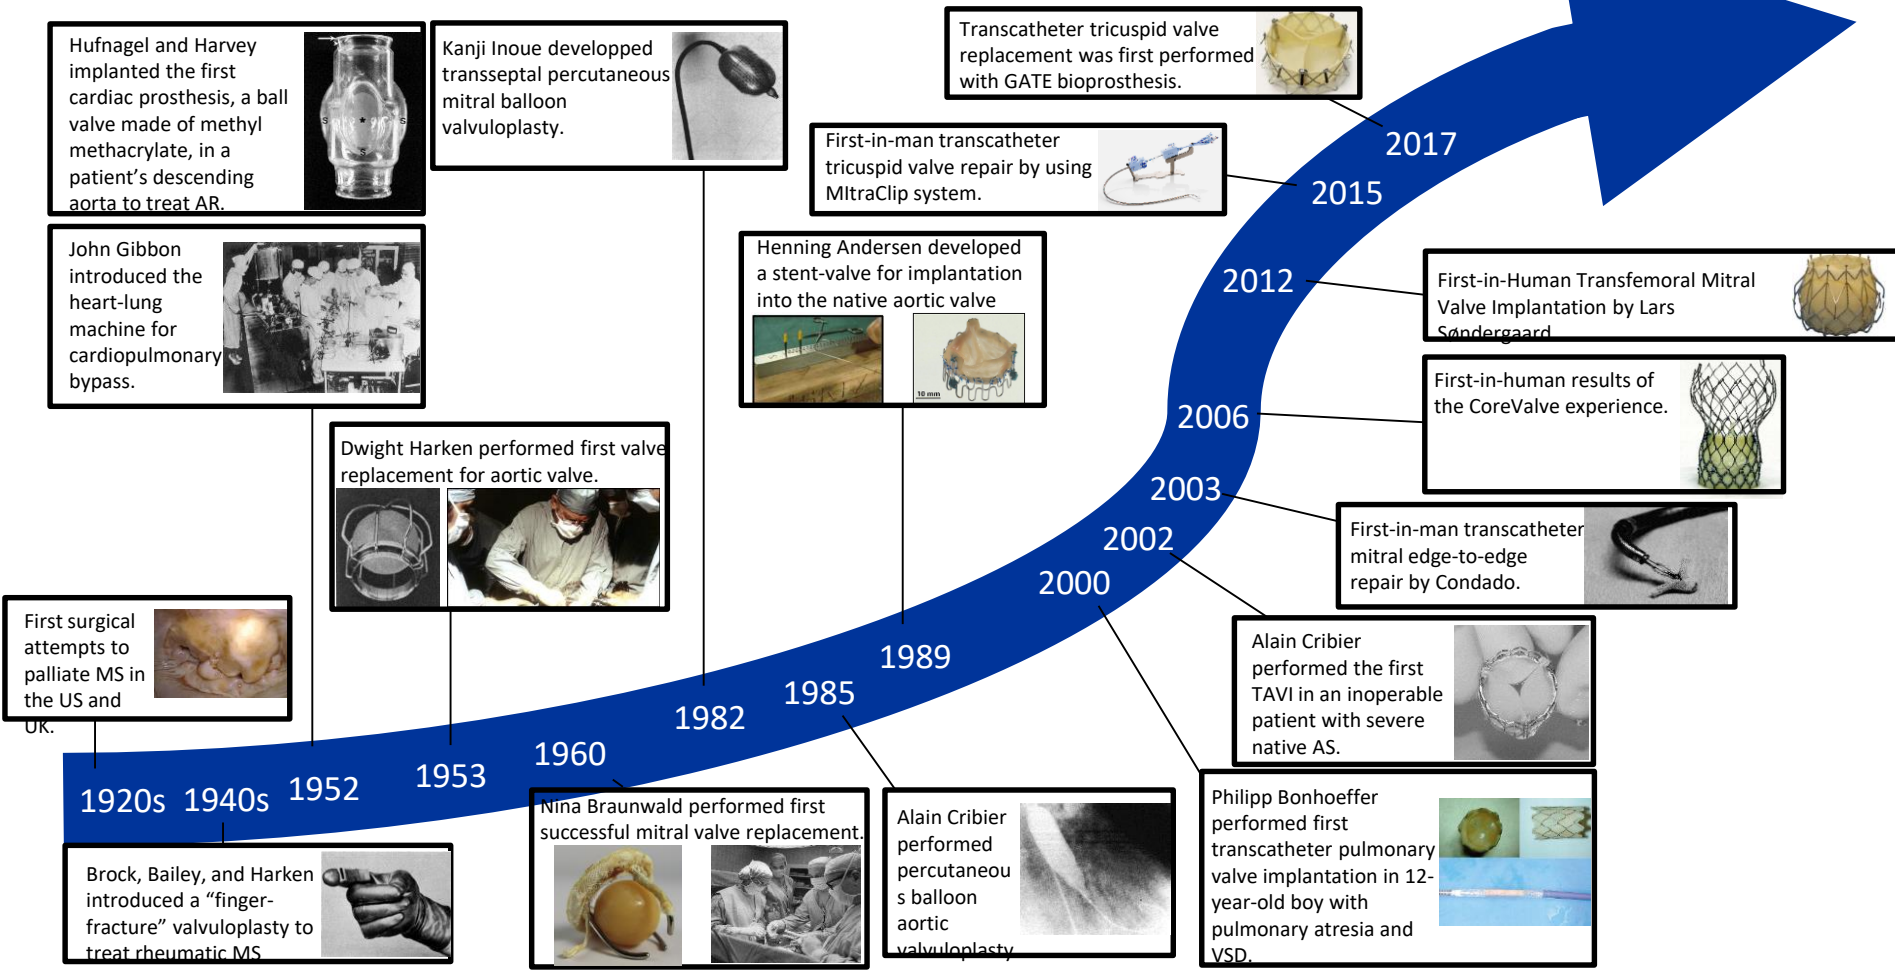 Hufnagel and Harvey
implanted the first
cardiac prosthesis, a ball
valve made of methyl
methacrylate, in a
patient’s descending
aorta to treat AR.
S
S
S
Kanji Inoue developped
transseptal percutaneous
mitral balloon
valvuloplasty.
Transcatheter tricuspid valve
replacement was first performed
with GATE bioprosthesis.
First-in-man transcatheter
tricuspid valve repair by using
MItraClip system.
John Gibbon
introduced the
heart-lung
machine for
cardiopulmonary
bypass.
Henning Andersen developed
a stent-valve for implantation
into the native aortic valve
10 mm
First-in-Human Transfemoral Mitral
Valve Implantation by Lars
Søndergaard
First-in-human results of
the CoreValve experience.
Dwight Harken performed first valve
replacement for aortic valve.
First-in-man transcatheter
mitral edge-to-edge
repair by Condado.
First surgical
attempts to
palliate MS in
the US and
UK.
Alain Cribier
performed the first
TAVI in an inoperable
patient with severe
native AS.
1920s
1940s
1952
1953
1960
1982
1985
1989
2000
2002
2003
2006
2012
2015
2017
Brock, Bailey, and Harken
introduced a “finger-
fracture” valvuloplasty to
treat rheumatic MS
Nina Braunwald performed first
successful mitral valve replacement.
Alain Cribier
performed
percutaneou
s balloon
aortic
valvuloplasty
Philipp Bonhoeffer
performed first
transcatheter pulmonary
valve implantation in 12-
year-old boy with
pulmonary atresia and
VSD.